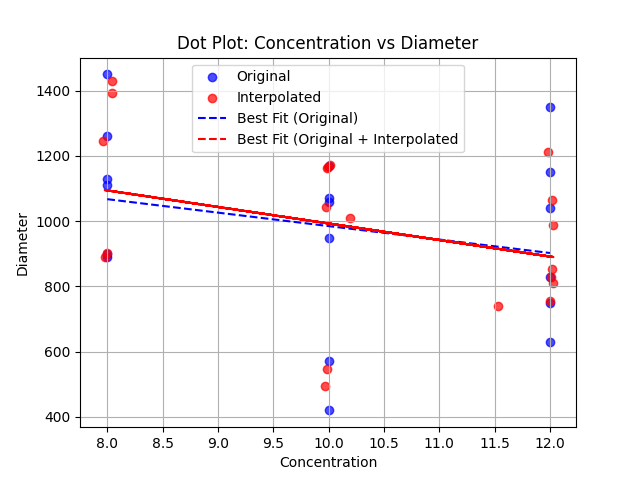 Dot Plot: Concentration vs Diameter
Original
Interpolated
Best Fit (Original)
Best Fit (Original + Interpolated
1400
1200
1000
800
600
400
Diameter
8.0 8.5 9.0 9.5 10.0 10.5 11.0 11.5 12.0
Concentration